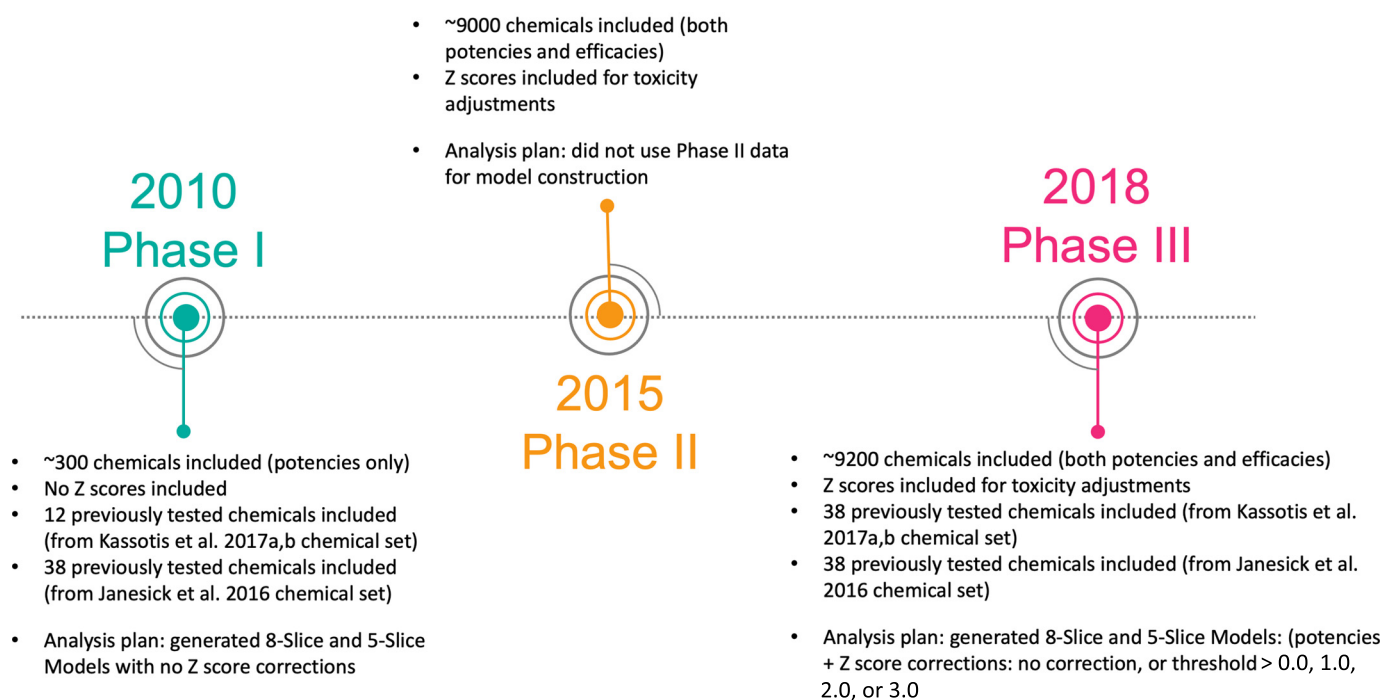 2010
Phase I
• ~300 chemicals included (potencies only)
• No Z scores included
• 12 previously tested chemicals included
(from Kassotis et al. 2017a,b chemical set)
• 38 previously tested chemicals included
(from Janesick et al. 2016 chemical set)
• Analysis plan: generated 8-Slice and 5-Slice
Models with no Z score corrections
• ~9000 chemicals included (both
potencies and efficacies)
• Z scores included for toxicity
adjustments
• Analysis plan: did not use Phase II data
for model construction
2015
Phase II
2018
Phase III
• ~9200 chemicals included (both potencies and efficacies)
• Z scores included for toxicity adjustments
• 38 previously tested chemicals included (from Kassotis et al.
2017a,b chemical set)
• 38 previously tested chemicals included (from Janesick et al.
2016 chemical set)
• Analysis plan: generated 8-Slice and 5-Slice Models: (potencies
+ Z score corrections: no correction, or threshold > 0.0, 1.0,
2.0, or 3.0